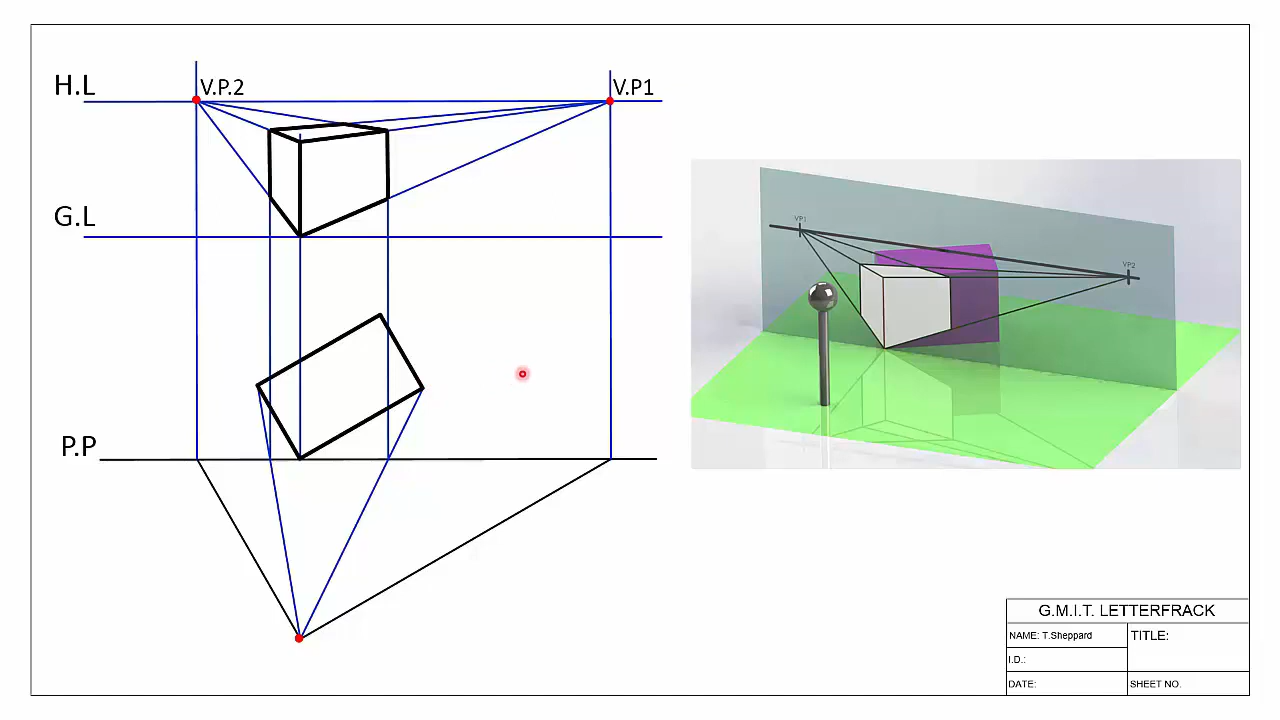 H.L
V.P.2
V.P1
G.L
P.P
VP1
VP2
G.M.I.T. LETTERFRACK
NAME: T.Sheppard
TITLE:
I.D.:
DATE:
SHEET NO.